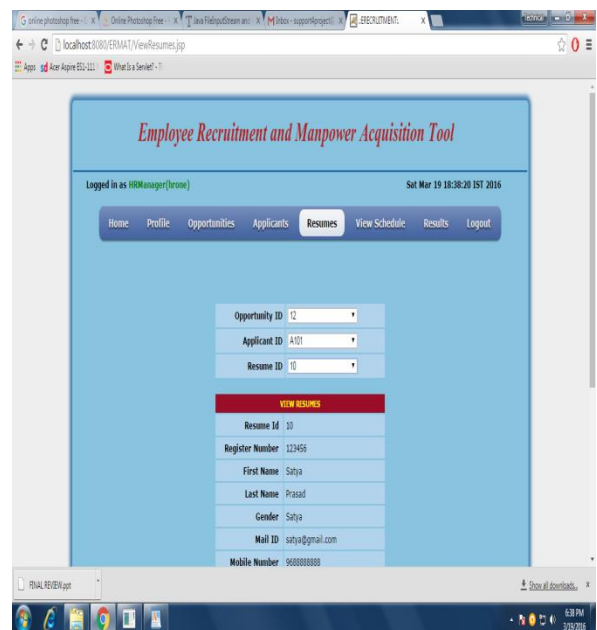 online photoshop free -
Online Photoshop Free -
Java FileInputStream and
Inbox - support4project@
:ERECRUITMENT:.
Technical
localhost:8080/ERMAT/ViewResumes.jsp
Apps
Acer Aspire ES1-111
What Is a Servlet? -
Employee Recruitment and Manpower Acquisition Tool
Logged in as HRManager(hrone) Sat Mar 19 18:38:20 IST 2016
Home Profile Opportunities Applicants Resumes View Schedule Results Logout
Opportunity ID 12
Applicant ID A101
Resume ID 10
VIEW RESUMES
Resume Id 10
Register Number 123456
First Name Satya
Last Name Prasad
Gender Satya
Mail ID satya@gmail.com
Mobile Number 9688888888
FINAL REVIEW.ppt
Show all downloads...
6:38 PM
3/19/2016